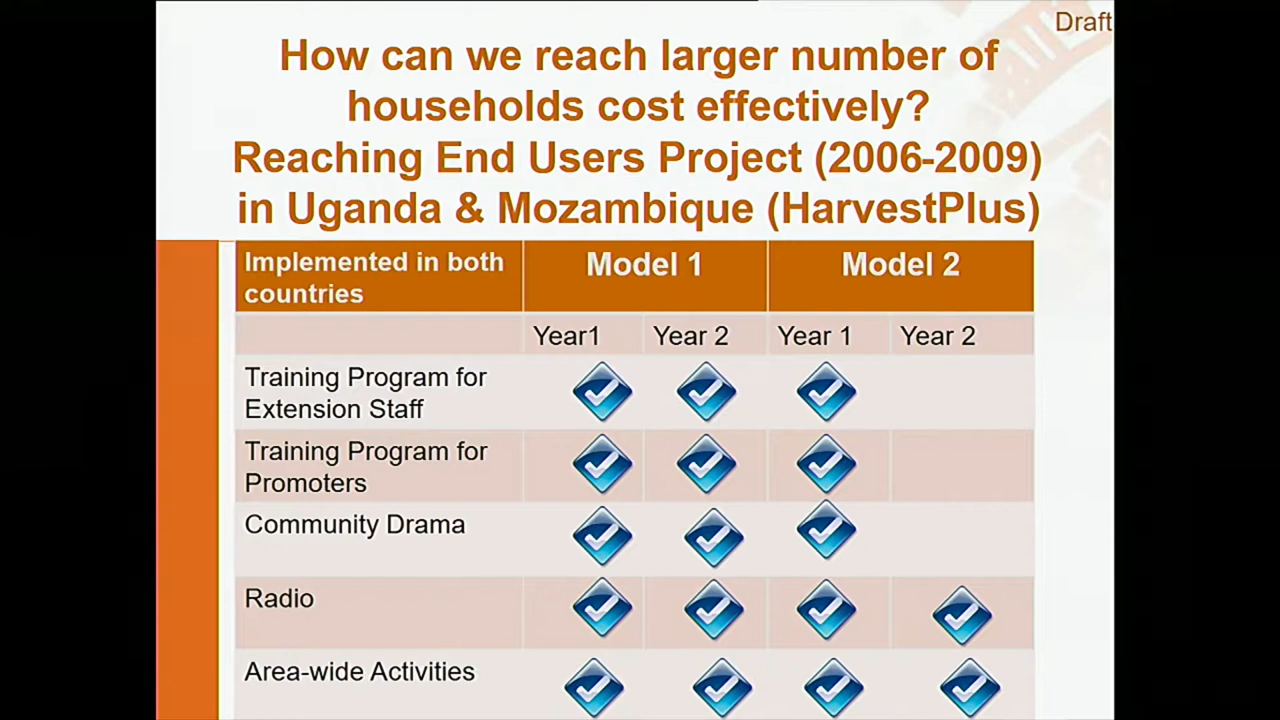 Draft
How can we reach larger number of
households cost effectively?
Reaching End Users Project (2006-2009)
in Uganda & Mozambique (HarvestPlus)
Implemented in both
countries
Model 1
Model 2
Year1
Year 2
Year 1
Year 2
Training Program for
Extension Staff
Training Program for
Promoters
Community Drama
Radio
Area-wide Activities